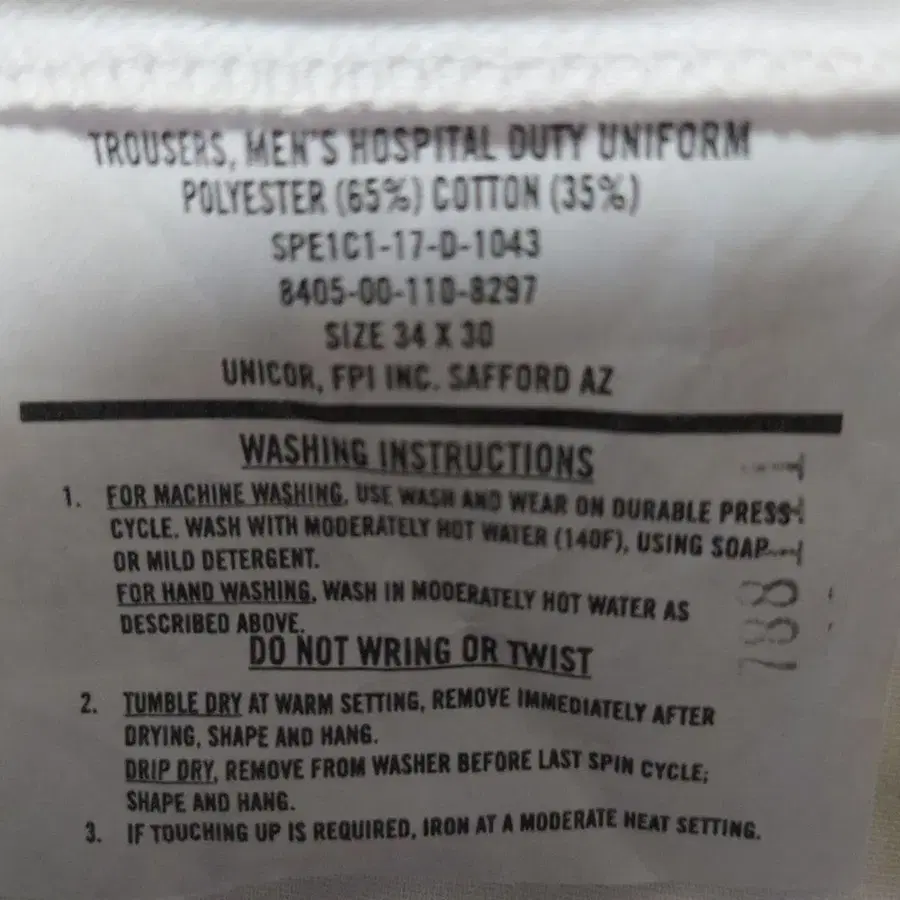 TROUSERS, MEN'S HOSPITAL DUTY UNIFORM
POLYESTER (65%) COTTON (35%)
SPE1C1-17-D-1043
8405-00-110-8297
SIZE 34 X 30
UNICOR, FPI INC. SAFFORD AZ
WASHING INSTRUCTIONS
1. FOR MACHINE WASHING, USE WASH AND WEAR ON DURABLE PRESS
CYCLE. WASH WITH MODERATELY HOT WATER (140F), USING SOAP
OR MILD DETERGENT.
FOR HAND WASHING, WASH IN MODERATELY HOT WATER AS
DESCRIBED ABOVE.
DO NOT WRING OR TWIST
2. TUMBLE DRY AT WARM SETTING, REMOVE IMMEDIATELY AFTER
DRYING, SHAPE AND HANG.
DRIP DRY, REMOVE FROM WASHER BEFORE LAST SPIN CYCLE;
SHAPE AND HANG.
3. IF TOUCHING UP IS REQUIRED, IRON AT A MODERATE HEAT SETTING.